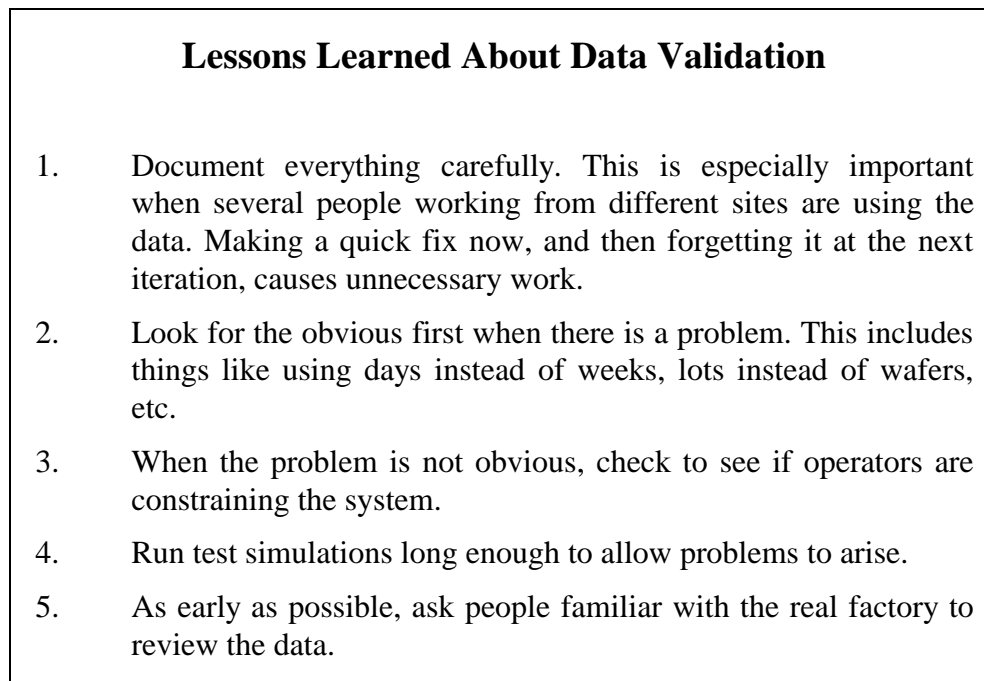 Lessons Learned About Data Validation
1. Document everything carefully. This is especially important
when several people working from different sites are using the
data. Making a quick fix now, and then forgetting it at the next
iteration, causes unnecessary work.
2. Look for the obvious first when there is a problem. This includes
things like using days instead of weeks, lots instead of wafers,
etc.
3. When the problem is not obvious, check to see if operators are
constraining the system.
4. Run test simulations long enough to allow problems to arise.
5. As early as possible, ask people familiar with the real factory to
review the data.